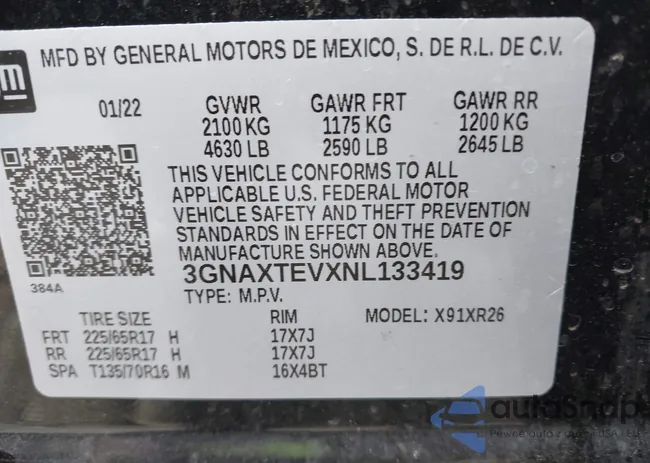 m
MFD BY GENERAL MOTORS DE MEXICO, S. DE R.L. DE C.V.
01/22 GVWR GAWR FRT GAWR RR
2100 KG 1175 KG 1200 KG
4630 LB 2590 LB 2645 LB
THIS VEHICLE CONFORMS TO ALL
APPLICABLE U.S. FEDERAL MOTOR
VEHICLE SAFETY AND THEFT PREVENTION
STANDARDS IN EFFECT ON THE DATE OF
MANUFACTURE SHOWN ABOVE.
384A
3GNAXTEVXNL133419
TYPE: M.P.V.
TIRE SIZE RIM MODEL: X91XR26
FRT 225/65R17 H 17X7J
RR 225/65R17 H 17X7J
SPA T135/70R16 M 16X4BT
autosnap
Pewne auta z